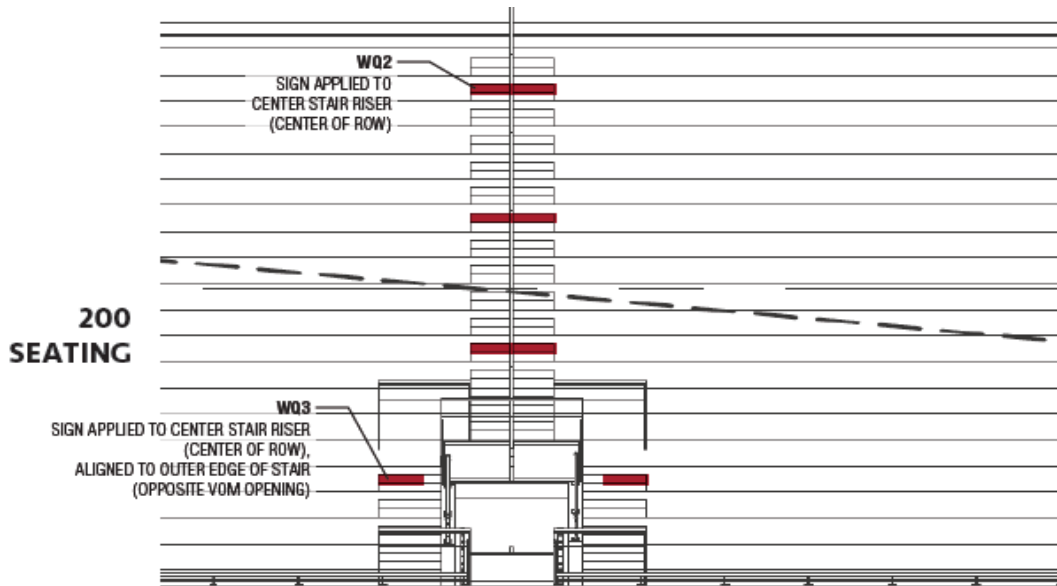 WQ2
SIGN APPLIED TO
CENTER STAIR RISER
(CENTER OF ROW)
200
SEATING
WQ3
SIGN APPLIED TO CENTER STAIR RISER
(CENTER OF ROW),
ALIGNED TO OUTER EDGE OF STAIR
(OPPOSITE VOM OPENING)